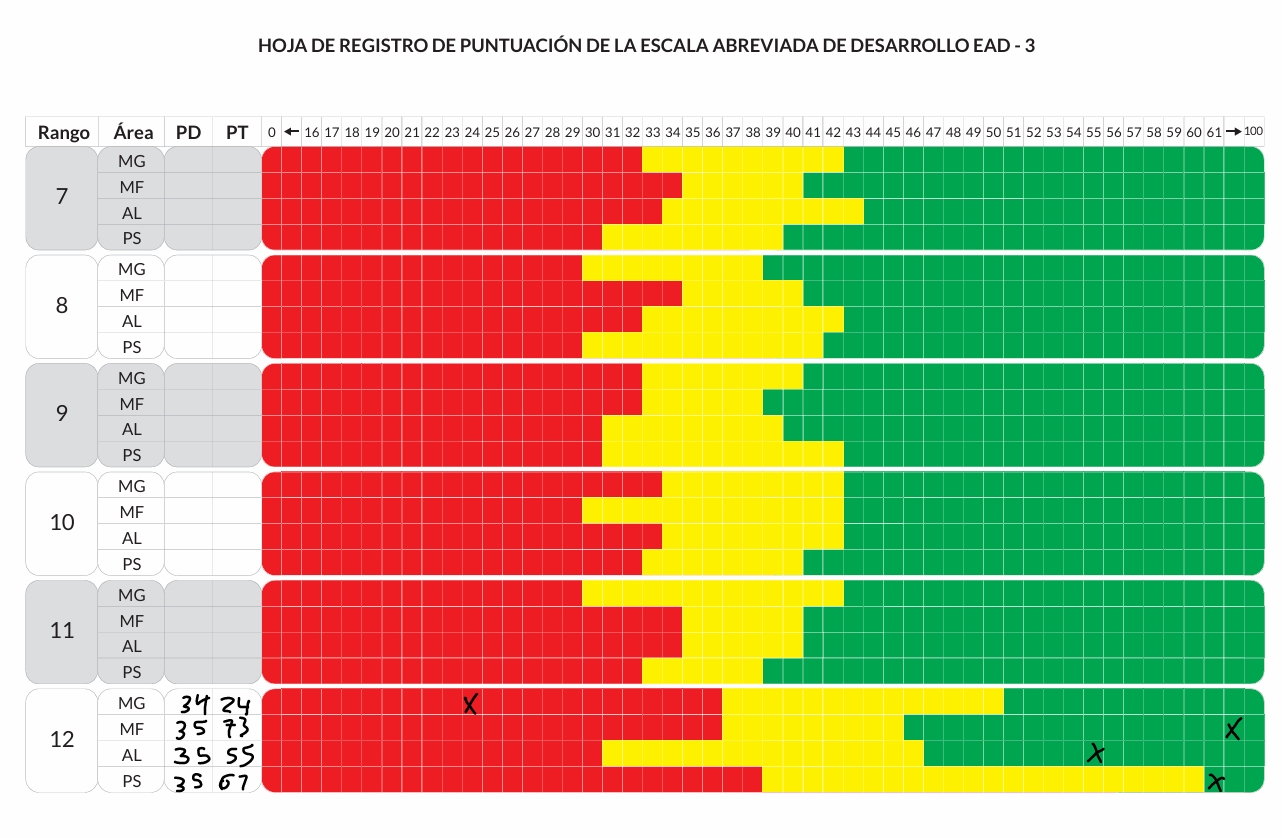 HOJA DE REGISTRO DE PUNTUACIÓN DE LA ESCALA ABREVIADA DE DESARROLLO EAD - 3
Rango Área PD PT 0 ← 16 17 18 19 20 21 22 23 24 25 26 27 28 29 30 31 32 33 34 35 36 37 38 39 40 41 42 43 44 45 46 47 48 49 50 51 52 53 54 55 56 57 58 59 60 61 → 100
7
MG
MF
AL
PS
8
MG
MF
AL
PS
9
MG
MF
AL
PS
10
MG
MF
AL
PS
11
MG
MF
AL
PS
12
MG 34 24 X
MF 35 73 X
AL 35 55 X
PS 35 61 X